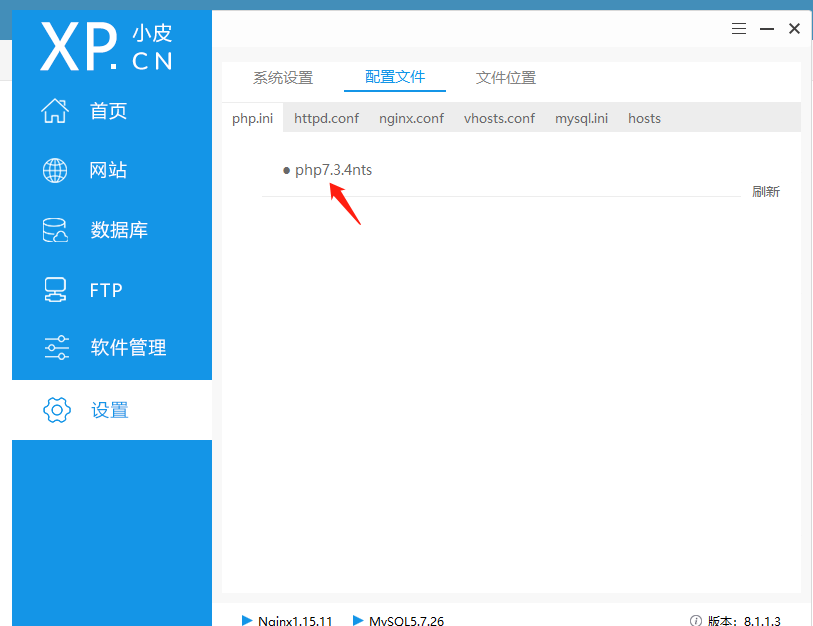 XP.CN 小皮
首页
网站
数据库
FTP
软件管理
设置
系统设置 配置文件 文件位置
php.ini httpd.conf nginx.conf vhosts.conf mysql.ini hosts
php7.3.4nts
刷新
Nginx1.15.11 MySQL5.7.26 版本：8.1.1.3